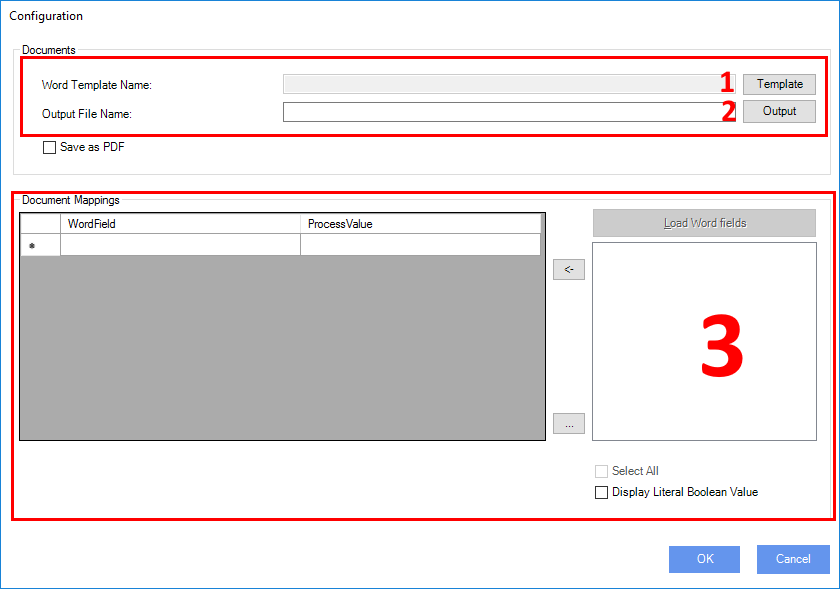 Configuration
Documents
Word Template Name: 1 Template
Output File Name: 2 Output
Save as PDF
Document Mappings
WordField ProcessValue Load Word fields
*
<-
3
...
Select All
Display Literal Boolean Value
OK Cancel